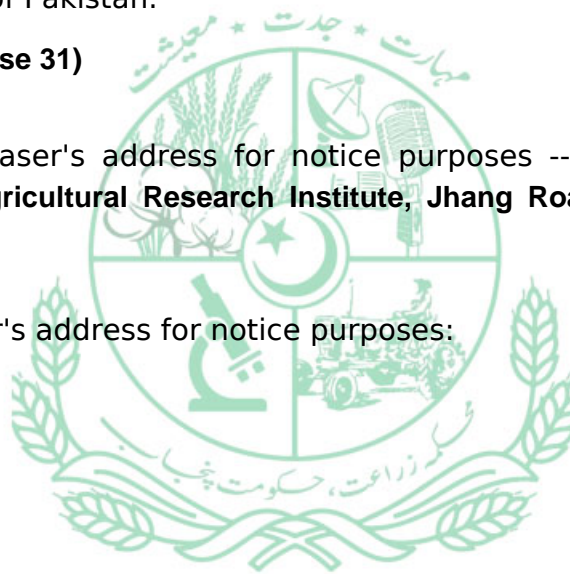 of Pakistan.
مہارت ٭ جدت ٭ معیشت
se 31)
aser's address for notice purposes --
gricultural Research Institute, Jhang Roa
r's address for notice purposes:
محکمہ زراعت، حکومت پنجاب